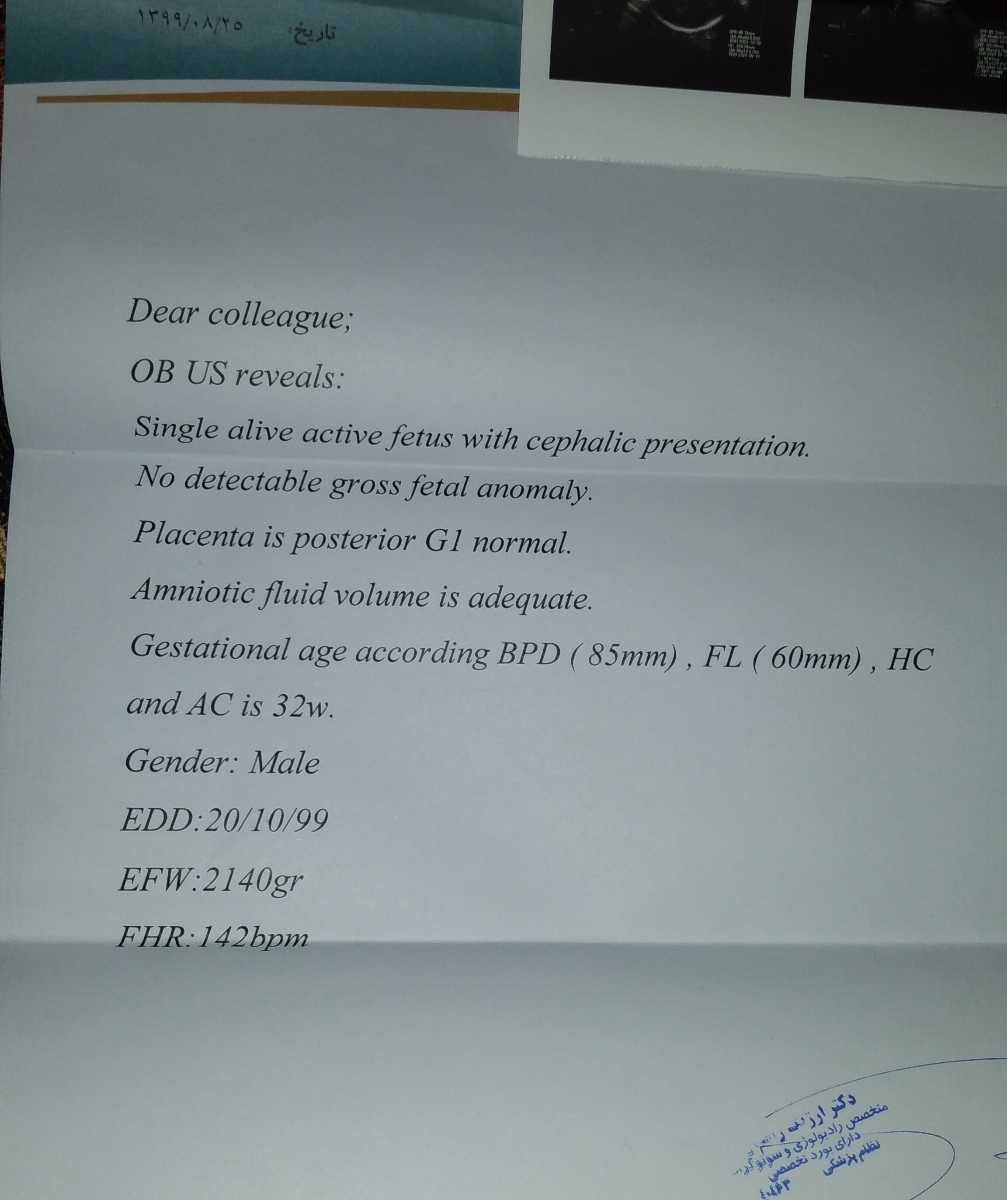 تاریخ: ۱۳۹۹/۰۸/۲۵
Dear colleague;
OB US reveals:
Single alive active fetus with cephalic presentation.
No detectable gross fetal anomaly.
Placenta is posterior G1 normal.
Amniotic fluid volume is adequate.
Gestational age according BPD ( 85mm) , FL ( 60mm) , HC
and AC is 32w.
Gender: Male
EDD:20/10/99
EFW:2140gr
FHR:142bpm
دکتر
متخصص رادیولوژی و سونوگرافی
دارای بورد تخصصی
نظام پزشکی